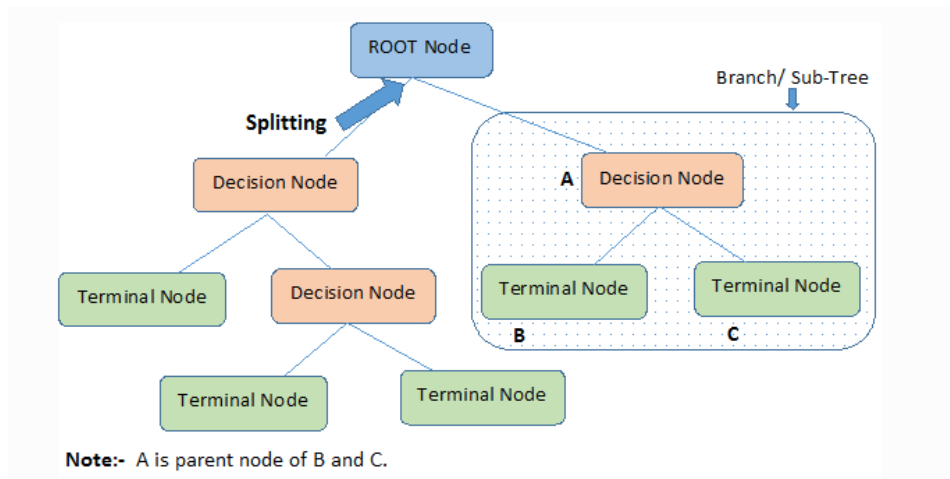 ROOT Node
Branch/ Sub-Tree
Splitting
Decision Node
A
Decision Node
Terminal Node
Decision Node
Terminal Node
Terminal Node
B
C
Terminal Node
Terminal Node
Note:- A is parent node of B and C.